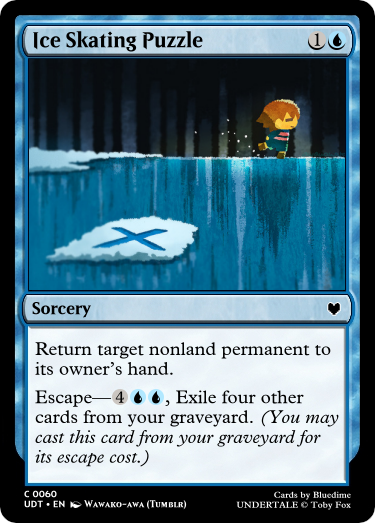 Ice Skating Puzzle 1
Sorcery
Return target nonland permanent to
its owner's hand.
Escape—4, Exile four other
cards from your graveyard. (You may
cast this card from your graveyard for
its escape cost.)
C 0060
UDT • EN Wawako-awa (Tumblr)
Cards by Bluedime
UNDERTALE © Toby Fox